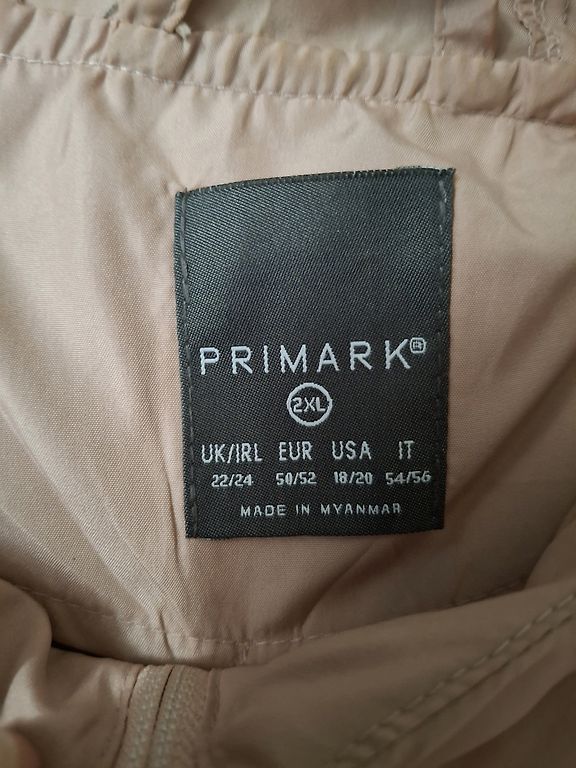 PRIMARK®
2XL
UK/IRL EUR USA IT
22/24 50/52 18/20 54/56
MADE IN MYANMAR